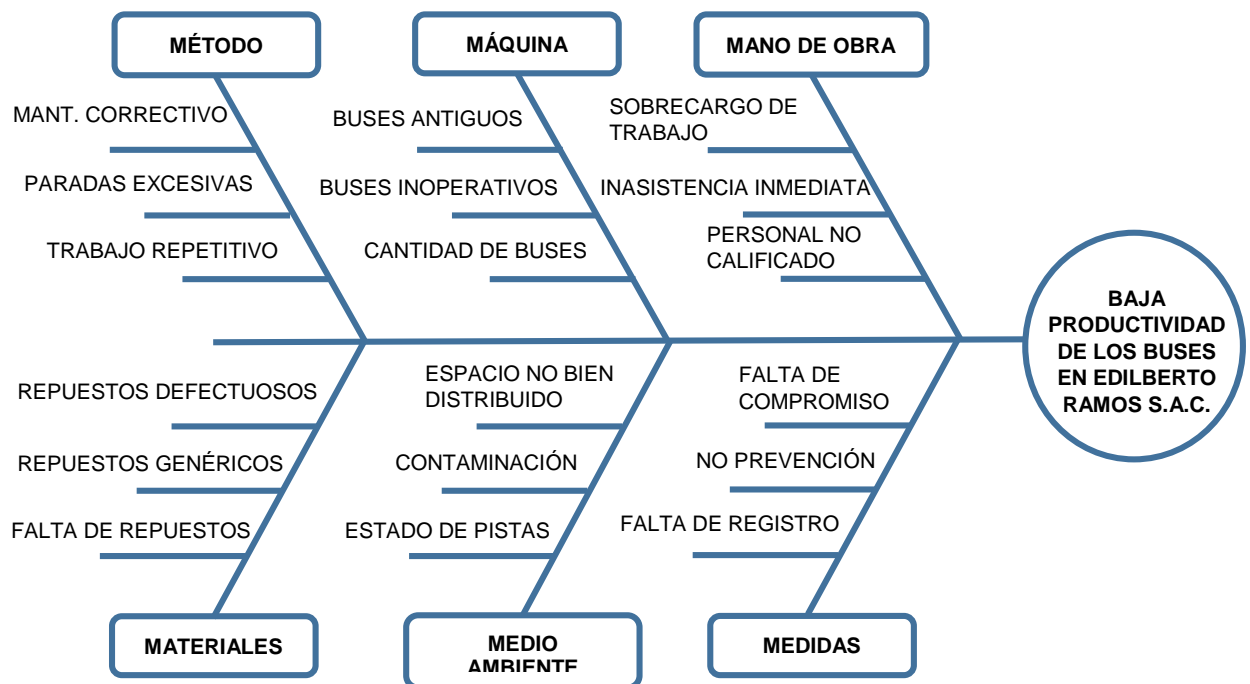 MÉTODO
MÁQUINA
MANO DE OBRA
MANT. CORRECTIVO
PARADAS EXCESIVAS
TRABAJO REPETITIVO
BUSES ANTIGUOS
BUSES INOPERATIVOS
CANTIDAD DE BUSES
SOBRECARGO DE
TRABAJO
INASISTENCIA INMEDIATA
PERSONAL NO
CALIFICADO
BAJA
PRODUCTIVIDAD
DE LOS BUSES
EN EDILBERTO
RAMOS S.A.C.
REPUESTOS DEFECTUOSOS
REPUESTOS GENÉRICOS
FALTA DE REPUESTOS
ESPACIO NO BIEN
DISTRIBUIDO
CONTAMINACIÓN
ESTADO DE PISTAS
FALTA DE
COMPROMISO
NO PREVENCIÓN
FALTA DE REGISTRO
MATERIALES
MEDIO
AMBIENTE
MEDIDAS